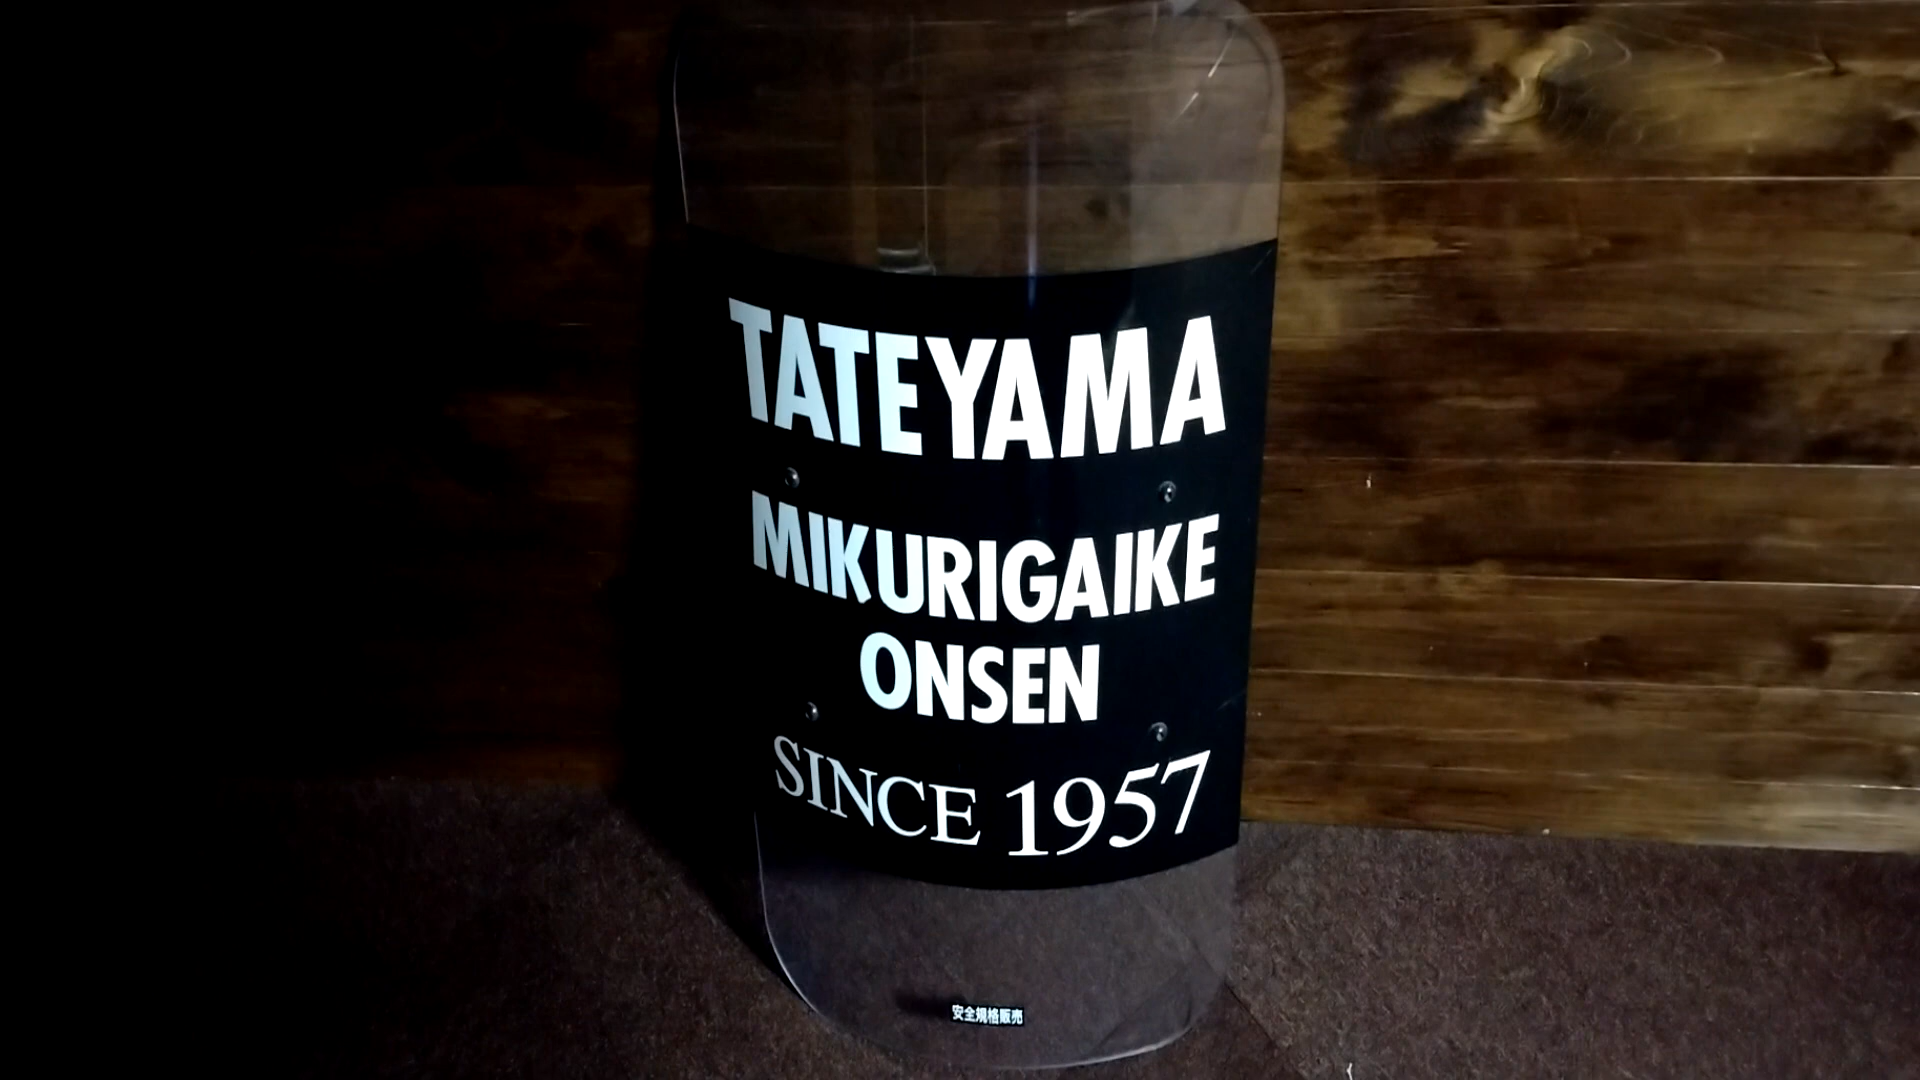 TATEYAMA
MIKURIGAIKE
ONSEN
SINCE 1957
安全規格販売